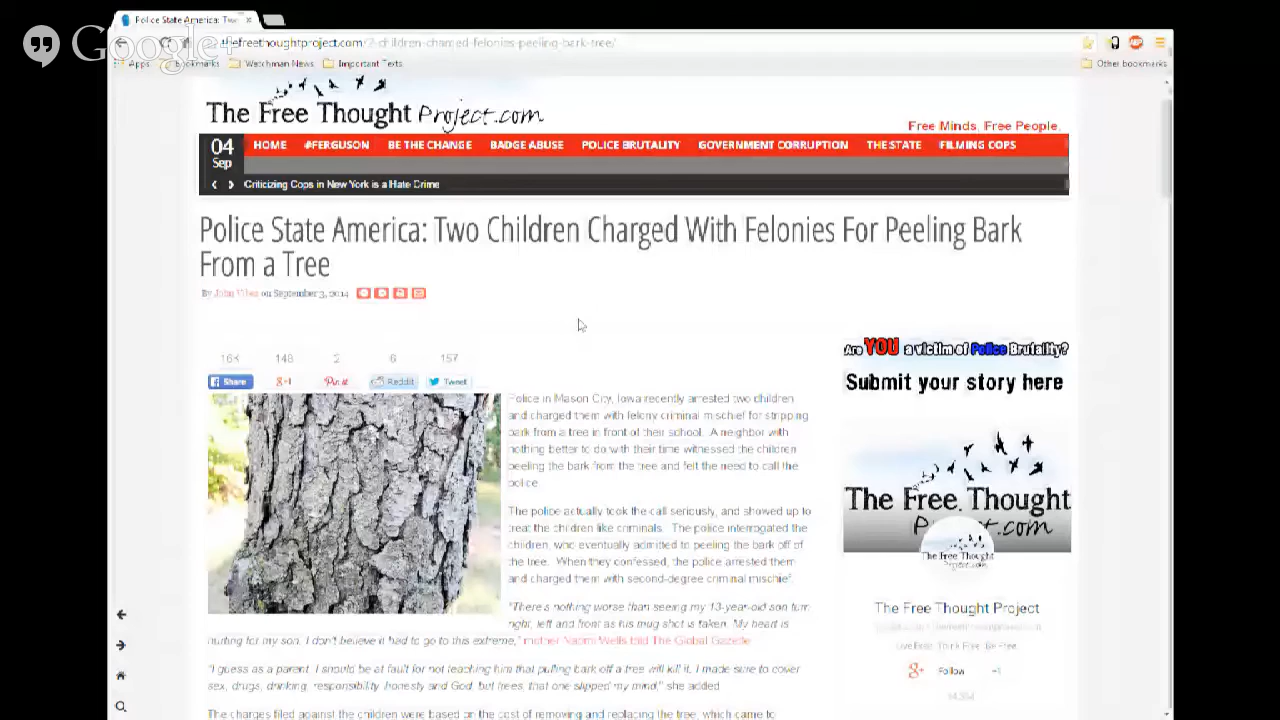 Police State America: Tw
Google+
thefreethoughtproject.com/2-children-charged-felonies-peeling-bark-tree/
Apps
Bookmarks
Watchman News
Important Texts
Other bookmarks
The Free Thought Project.com
Free Minds. Free People.
04
Sep
HOME #FERGUSON BE THE CHANGE BADGE ABUSE POLICE BRUTALITY GOVERNMENT CORRUPTION THE STATE FILMING COPS
Criticizing Cops in New York is a Hate Crime
Police State America: Two Children Charged With Felonies For Peeling Bark
From a Tree
By John Vibes on September 3, 2014
16K 148 2 6 157
Share g+1 Pin it Reddit Tweet
Police in Mason City, Iowa recently arrested two children
and charged them with felony criminal mischief for stripping
bark from a tree in front of their school. A neighbor with
nothing better to do with their time witnessed the children
peeling the bark from the tree and felt the need to call the
police.
The police actually took the call seriously, and showed up to
treat the children like criminals. The police interrogated the
children, who eventually admitted to peeling the bark off of
the tree. When they confessed, the police arrested them
and charged them with second-degree criminal mischief.
"There's nothing worse than seeing my 13-year-old son turn
right, left and front as his mug shot is taken. My heart is
hurting for my son. I don't believe it had to go to this extreme," mother Naomi Wells told The Global Gazette
"I guess as a parent, I should be at fault for not teaching him that pulling bark off a tree will kill it. I made sure to cover
sex, drugs, drinking, responsibility, honesty and God, but trees, that one slipped my mind," she added
The charges filed against the children were based on the cost of removing and replacing the tree, which came to
Are YOU a victim of Police Brutality?
Submit your story here
The Free Thought
Project.com
The Free Thought
Project.com
The Free Thought Project
Live Free. Think Free. Be Free.
g+ Follow +1